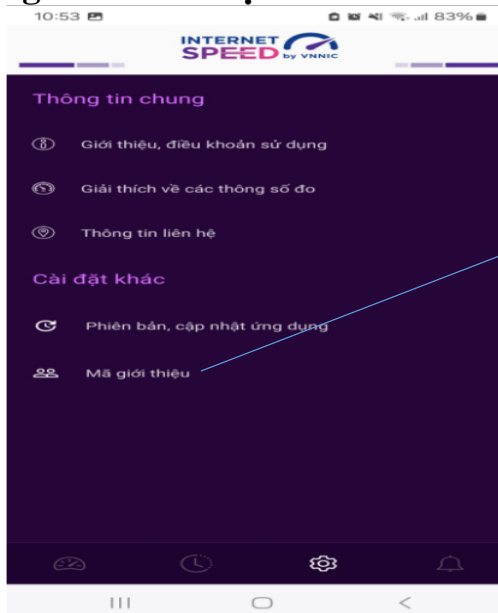 10:53 83%
INTERNET
SPEED by VNNIC
Thông tin chung
Giới thiệu, điều khoản sử dụng
Giải thích về các thông số đo
Thông tin liên hệ
Cài đặt khác
Phiên bản, cập nhật ứng dụng
Mã giới thiệu